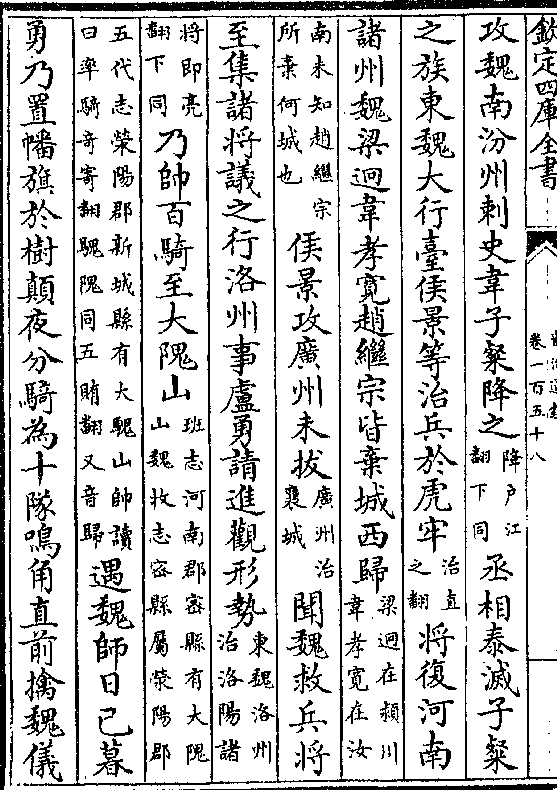 欽定四庫全書
卷一百五十八
攻魏南汾州刺史韋子粲降之降戶江翻下同丞相泰滅子粲
之族東魏大行臺侯景等治兵於虎牢治直之翻將復河南
諸州魏梁迥韋孝寬趙繼宗皆棄城西歸梁迥在潁川韋孝寬在汝
南未知趙繼宗所棄何城也侯景攻廣州未拔廣州治襄城聞魏救兵將
至集諸將議之行洛州事盧勇請進觀形勢東魏洛州治洛陽諸
將即亮翻下同乃帥百騎至大隗山班志河南郡密縣有大隗山魏收志密縣屬滎陽郡
五代志滎陽郡新城縣有大騩山帥讀曰率騎奇寄翻騩隗同五賄翻又音歸遇魏師日已暮
勇乃置幡旗於樹顛夜分騎為十隊鳴角直前擒魏儀